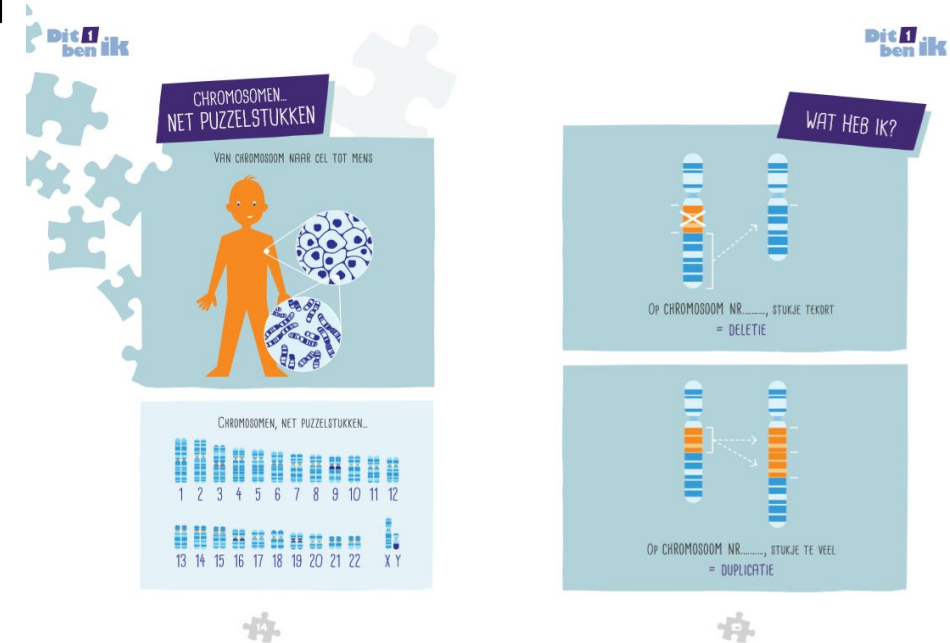 Dit 1
ben ik
CHROMOSOMEN...
NET PUZZELSTUKKEN
VAN CHROMOSOOM NAAR CEL TOT MENS
CHROMOSOMEN, NET PUZZELSTUKKEN...
1 2 3 4 5 6 7 8 9 10 11 12
13 14 15 16 17 18 19 20 21 22 X Y
14
Dit 1
ben ik
WAT HEB IK?
OP CHROMOSOOM NR.........., STUKJE TEKORT
= DELETIE
OP CHROMOSOOM NR.........., STUKJE TE VEEL
= DUPLICATIE